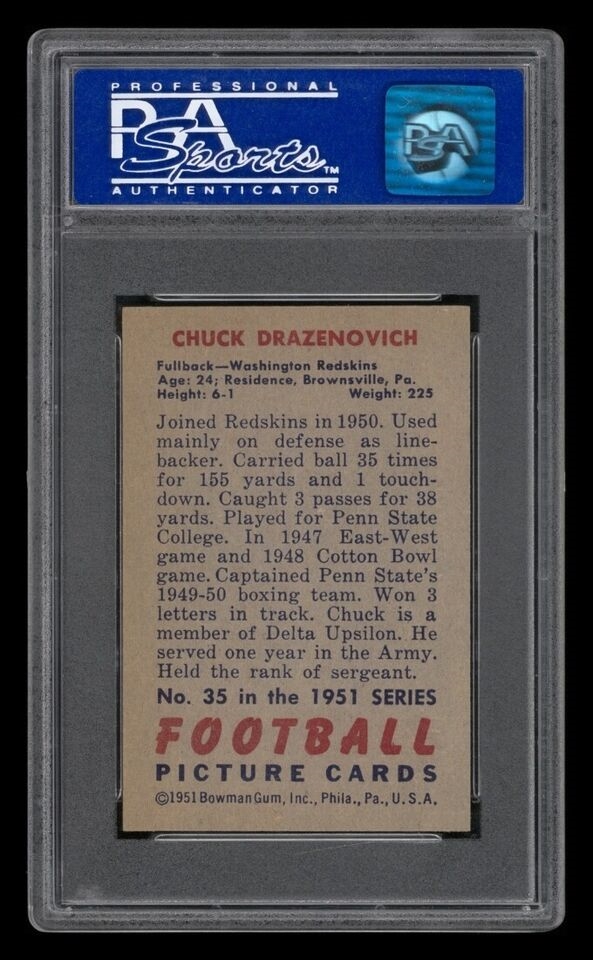 PROFESSIONAL
PSA
Sports™
AUTHENTICATOR
PSA
CHUCK DRAZENOVICH
Fullback—Washington Redskins
Age: 24; Residence, Brownsville, Pa.
Height: 6-1 Weight: 225
Joined Redskins in 1950. Used
mainly on defense as line-
backer. Carried ball 35 times
for 155 yards and 1 touch-
down. Caught 3 passes for 38
yards. Played for Penn State
College. In 1947 East-West
game and 1948 Cotton Bowl
game. Captained Penn State's
1949-50 boxing team. Won 3
letters in track. Chuck is a
member of Delta Upsilon. He
served one year in the Army.
Held the rank of sergeant.
No. 35 in the 1951 SERIES
FOOTBALL
PICTURE CARDS
©1951 Bowman Gum, Inc., Phila., Pa., U.S.A.